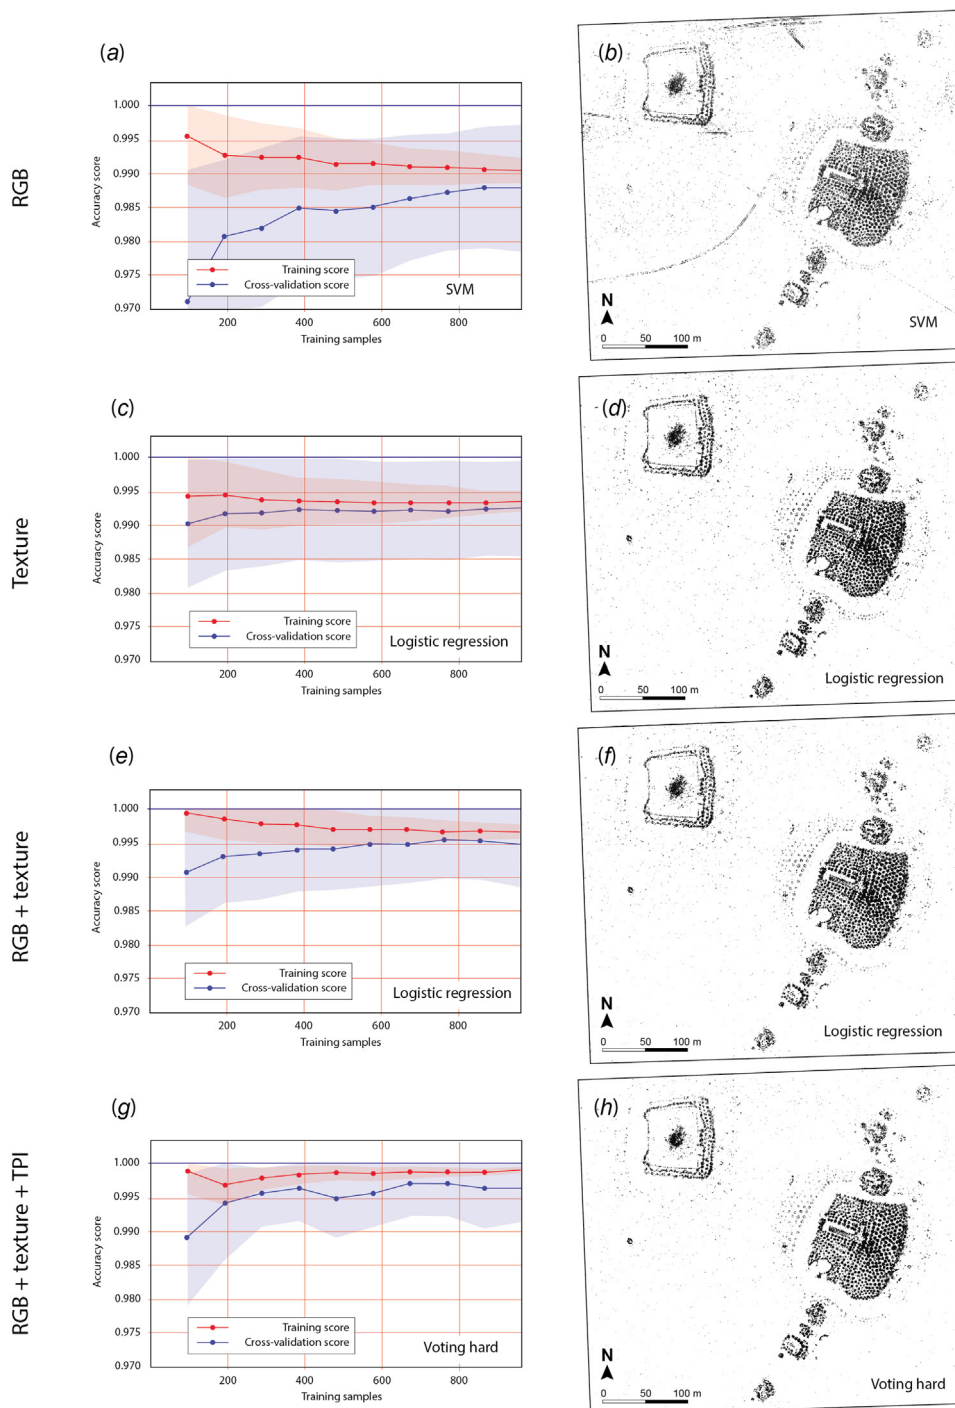 RGB
(a)
1.000
0.995
0.990
0.985
0.980
0.975
0.970
Accuracy score
Training score
Cross-validation score
SVM
200
400
600
800
Training samples
(b)
N
0 50 100 m
SVM
Texture
(c)
1.000
0.995
0.990
0.985
0.980
0.975
0.970
Accuracy score
Training score
Cross-validation score
Logistic regression
200
400
600
800
Training samples
(d)
N
0 50 100 m
Logistic regression
RGB + texture
(e)
1.000
0.995
0.990
0.985
0.980
0.975
0.970
Accuracy score
Training score
Cross-validation score
Logistic regression
200
400
600
800
Training samples
(f)
N
0 50 100 m
Logistic regression
RGB + texture + TPI
(g)
1.000
0.995
0.990
0.985
0.980
0.975
0.970
Accuracy score
Training score
Cross-validation score
Voting hard
200
400
600
800
Training samples
(h)
N
0 50 100 m
Voting hard